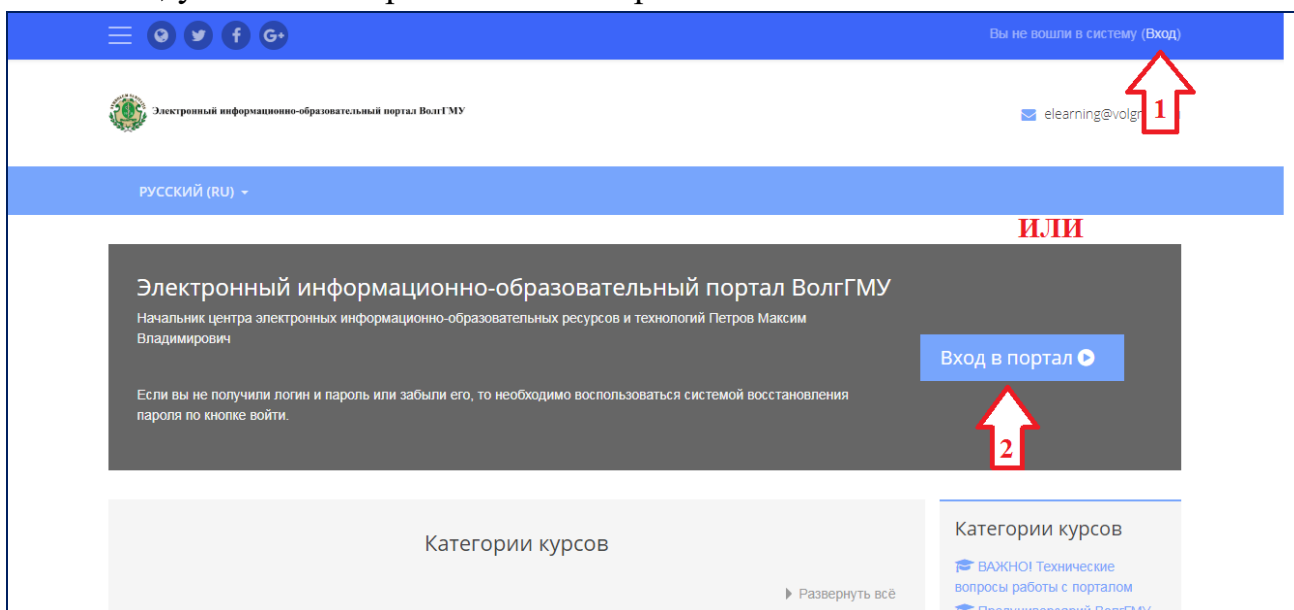 Вы не вошли в систему (Вход)
Электронный информационно-образовательный портал ВолгГМУ
1
РУССКИЙ (RU)
ИЛИ
Электронный информационно-образовательный портал ВолгГМУ
Начальник центра электронных информационно-образовательных ресурсов и технологий Петров Максим
Владимирович
Вход в портал
Если вы не получили логин и пароль или забыли его, то необходимо воспользоваться системой восстановления
пароля по кнопке войти.
2
Категории курсов
Развернуть всё
Категории курсов
ВАЖНО! Технические
вопросы работы с порталом